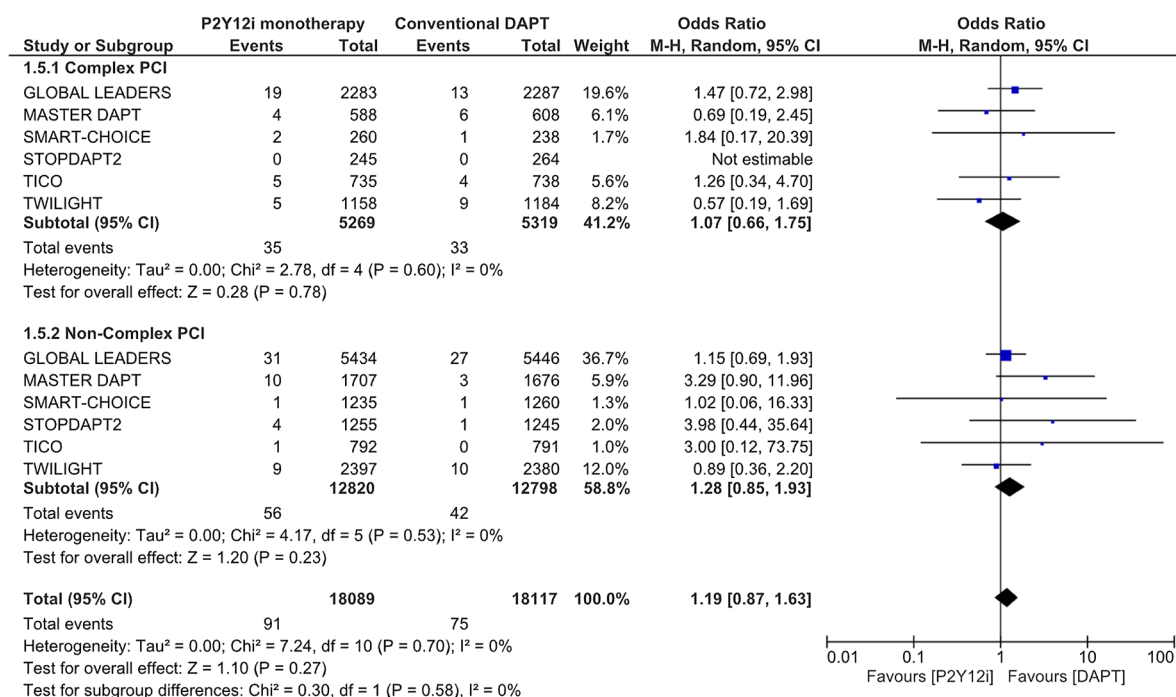 P2Y12i monotherapy Conventional DAPT Odds Ratio Odds Ratio
Study or Subgroup Events Total Events Total Weight M-H, Random, 95% CI M-H, Random, 95% CI
1.5.1 Complex PCI
GLOBAL LEADERS 19 2283 13 2287 19.6% 1.47 [0.72, 2.98]
MASTER DAPT 4 588 6 608 6.1% 0.69 [0.19, 2.45]
SMART-CHOICE 2 260 1 238 1.7% 1.84 [0.17, 20.39]
STOPDAPT2 0 245 0 264 Not estimable
TICO 5 735 4 738 5.6% 1.26 [0.34, 4.70]
TWILIGHT 5 1158 9 1184 8.2% 0.57 [0.19, 1.69]
Subtotal (95% CI) 5269 5319 41.2% 1.07 [0.66, 1.75]
Total events 35 33
Heterogeneity: Tau² = 0.00; Chi² = 2.78, df = 4 (P = 0.60); I² = 0%
Test for overall effect: Z = 0.28 (P = 0.78)
1.5.2 Non-Complex PCI
GLOBAL LEADERS 31 5434 27 5446 36.7% 1.15 [0.69, 1.93]
MASTER DAPT 10 1707 3 1676 5.9% 3.29 [0.90, 11.96]
SMART-CHOICE 1 1235 1 1260 1.3% 1.02 [0.06, 16.33]
STOPDAPT2 4 1255 1 1245 2.0% 3.98 [0.44, 35.64]
TICO 1 792 0 791 1.0% 3.00 [0.12, 73.75]
TWILIGHT 9 2397 10 2380 12.0% 0.89 [0.36, 2.20]
Subtotal (95% CI) 12820 12798 58.8% 1.28 [0.85, 1.93]
Total events 56 42
Heterogeneity: Tau² = 0.00; Chi² = 4.17, df = 5 (P = 0.53); I² = 0%
Test for overall effect: Z = 1.20 (P = 0.23)
Total (95% CI) 18089 18117 100.0% 1.19 [0.87, 1.63]
Total events 91 75
Heterogeneity: Tau² = 0.00; Chi² = 7.24, df = 10 (P = 0.70); I² = 0%
Test for overall effect: Z = 1.10 (P = 0.27)
Test for subgroup differences: Chi² = 0.30, df = 1 (P = 0.58), I² = 0%
0.01 0.1 1 10 100
Favours [P2Y12i] Favours [DAPT]